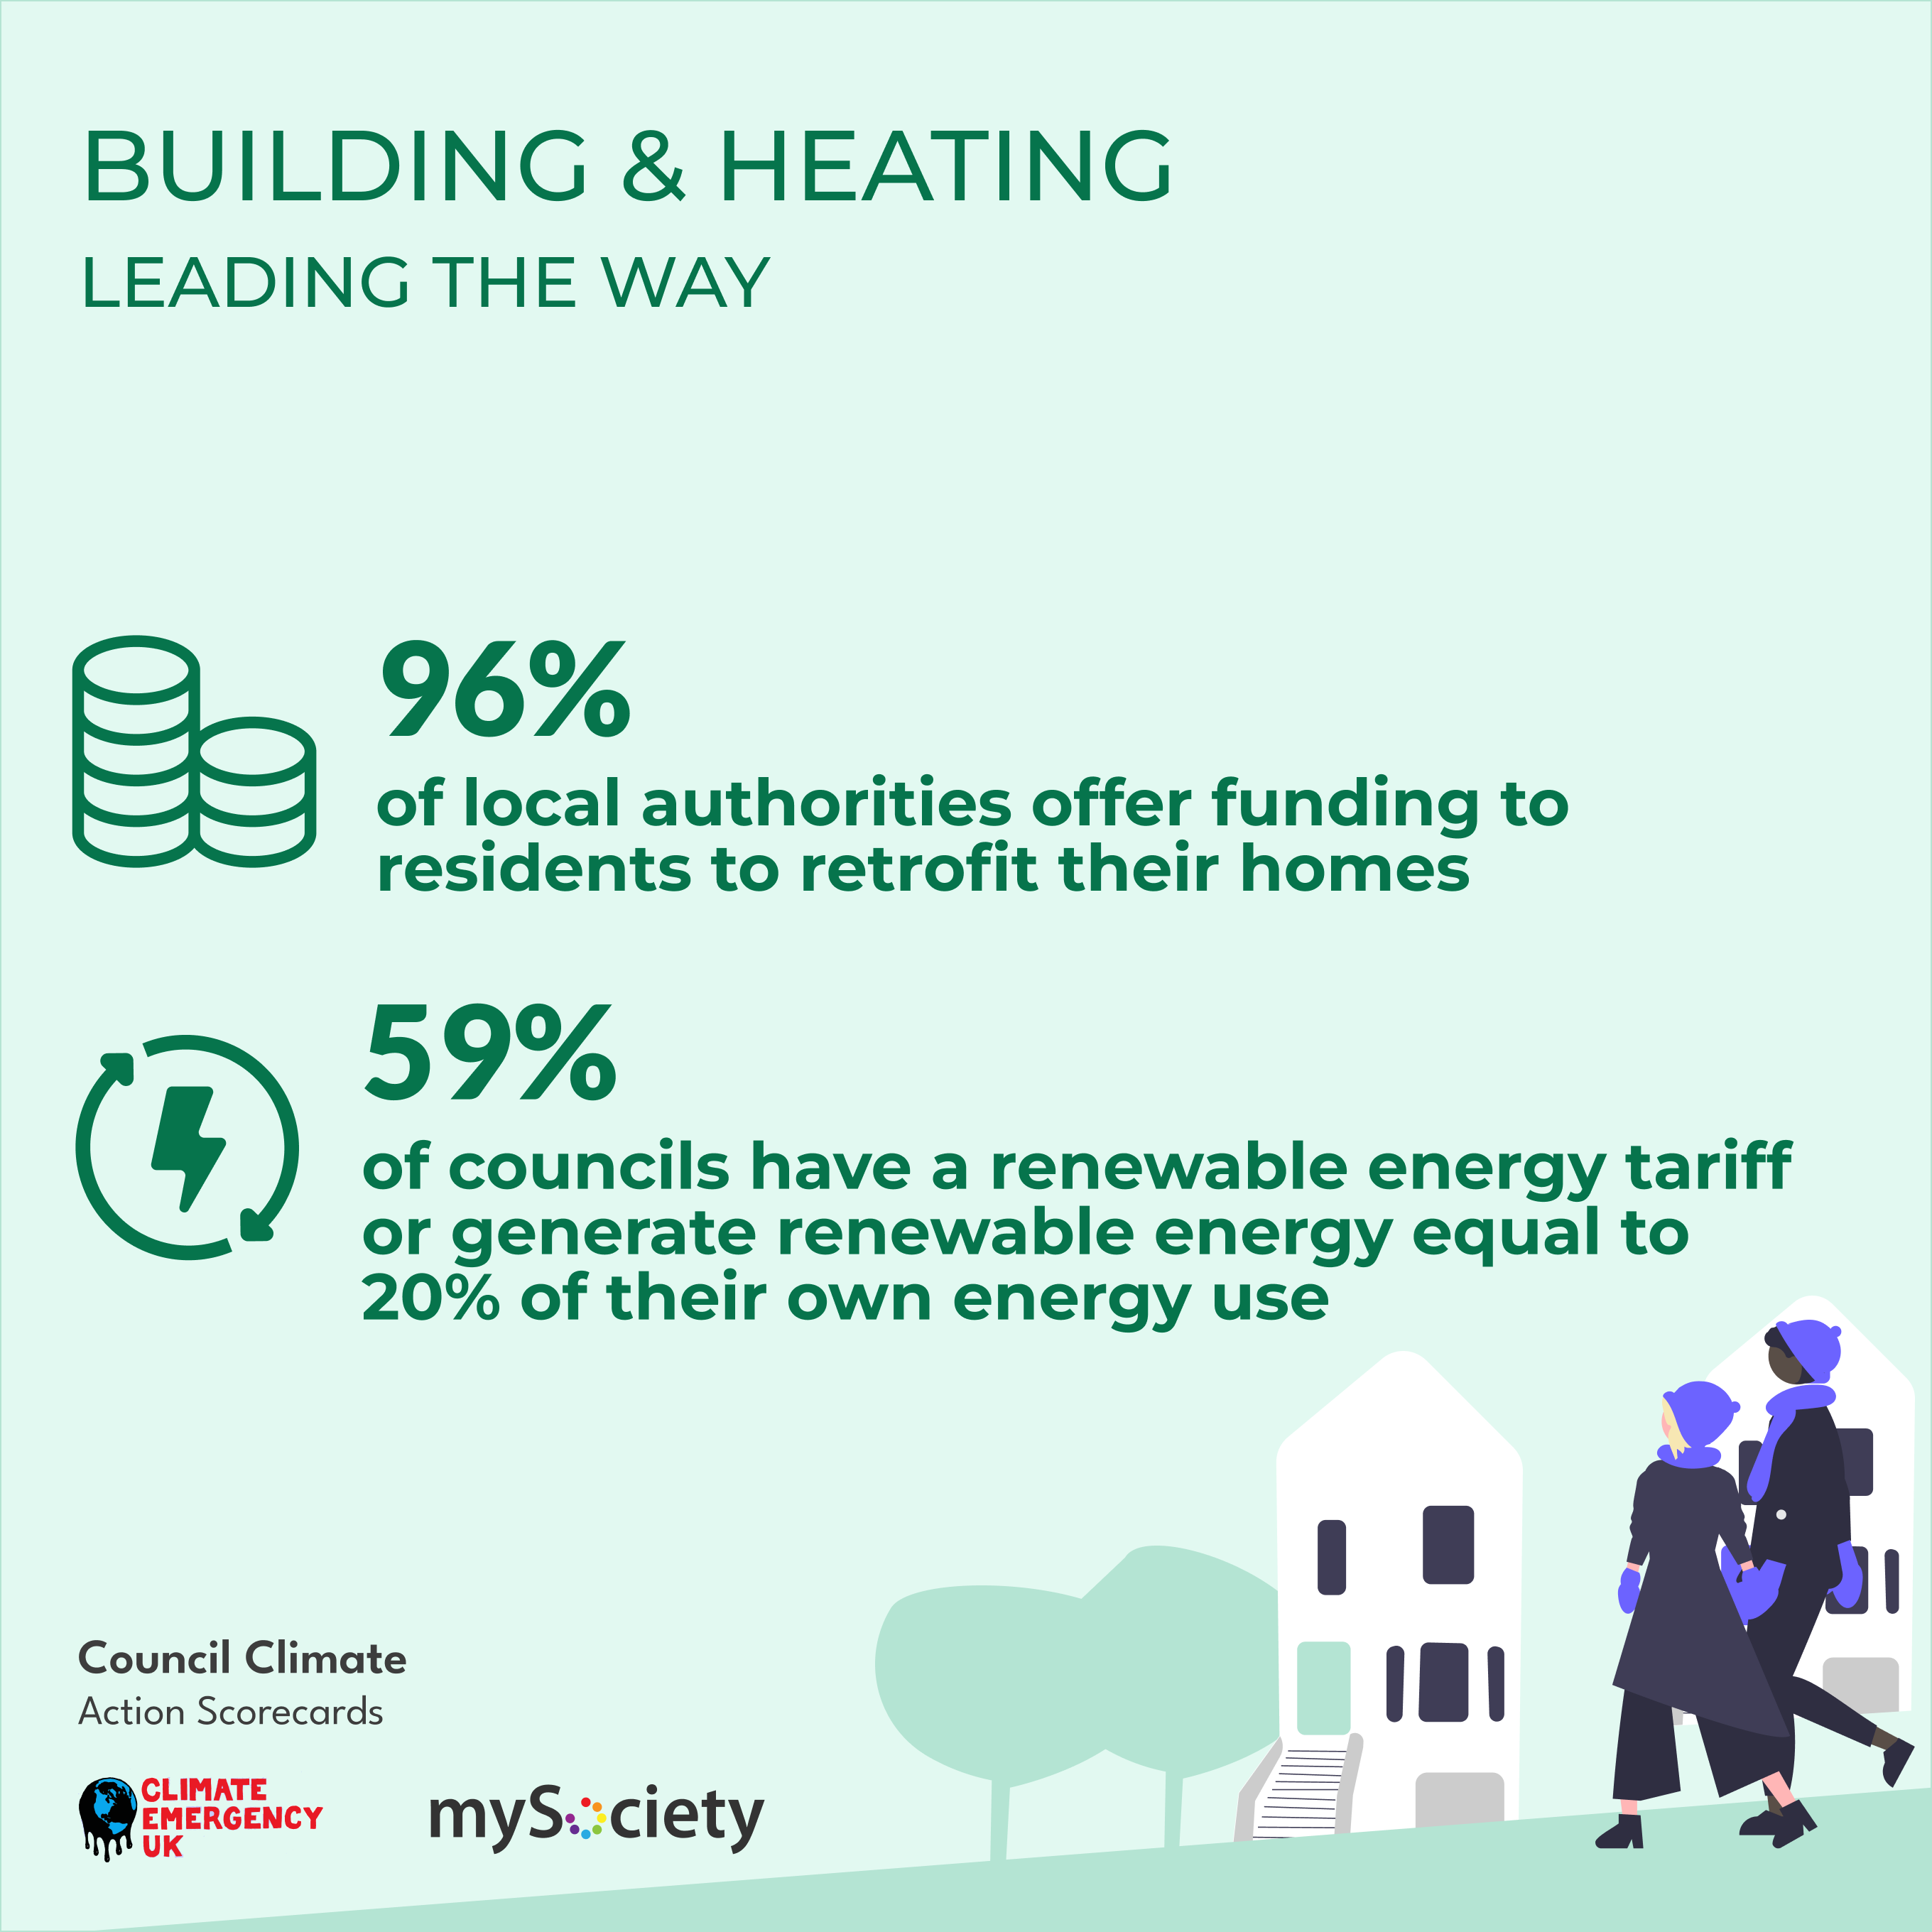 BUILDING & HEATING
LEADING THE WAY
96%
of local authorities offer funding to
residents to retrofit their homes
59%
of councils have a renewable energy tariff
or generate renewable energy equal to
20% of their own energy use
Council Climate
Action Scorecards
CLIMATE
EMERGENCY
UK
mySociety